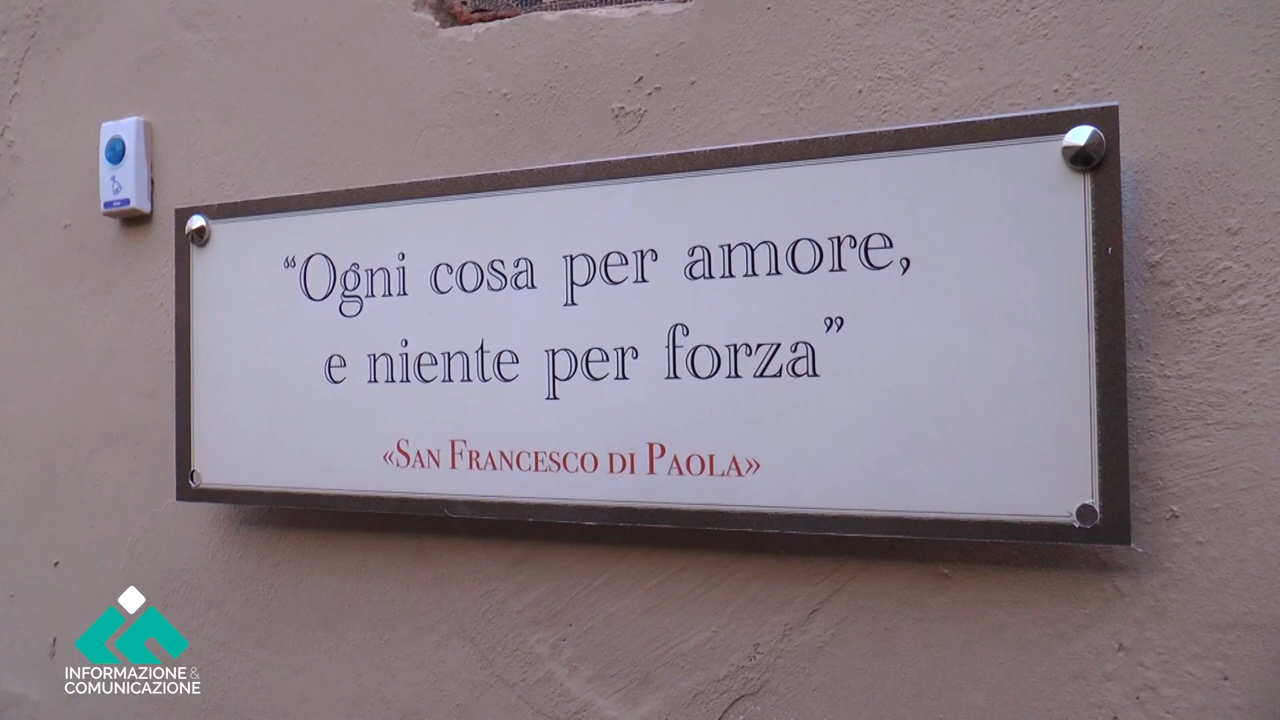 “Ogni cosa per amore,
e niente per forza”
«San Francesco di Paola»
INFORMAZIONE&
COMUNICAZIONE